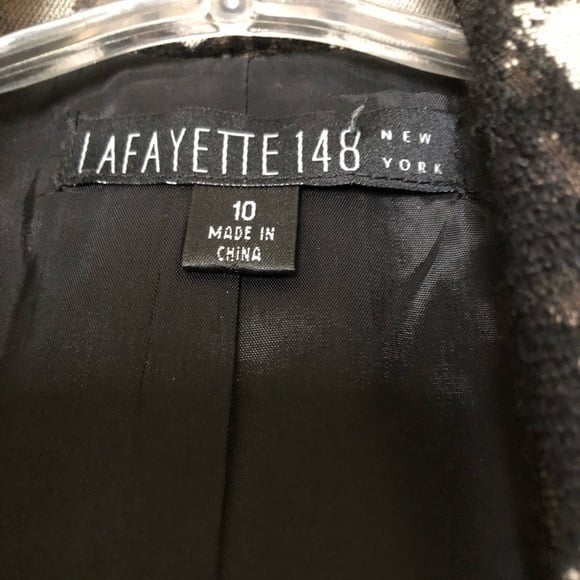 LAFAYETTE 148 NEW YORK
10
MADE IN
CHINA